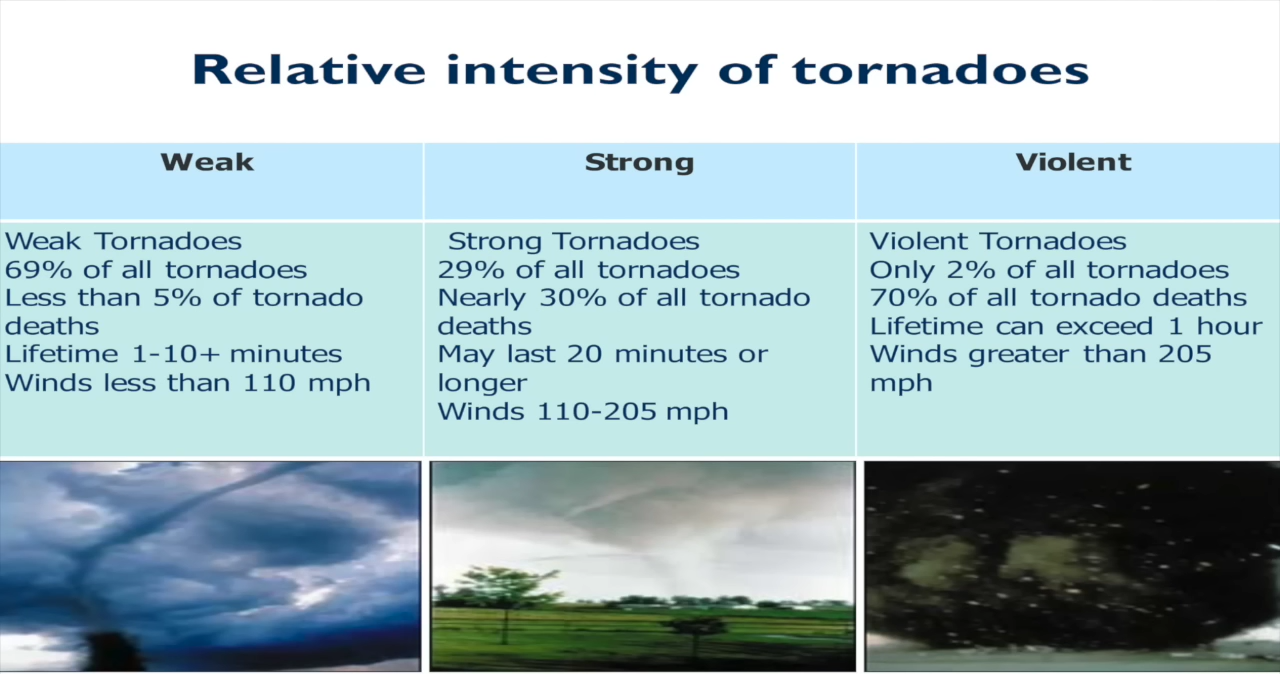 Relative intensity of tornadoes
Weak
Strong
Violent
Weak Tornadoes
69% of all tornadoes
Less than 5% of tornado
deaths
Lifetime 1-10+ minutes
Winds less than 110 mph
Strong Tornadoes
29% of all tornadoes
Nearly 30% of all tornado
deaths
May last 20 minutes or
longer
Winds 110-205 mph
Violent Tornadoes
Only 2% of all tornadoes
70% of all tornado deaths
Lifetime can exceed 1 hour
Winds greater than 205
mph